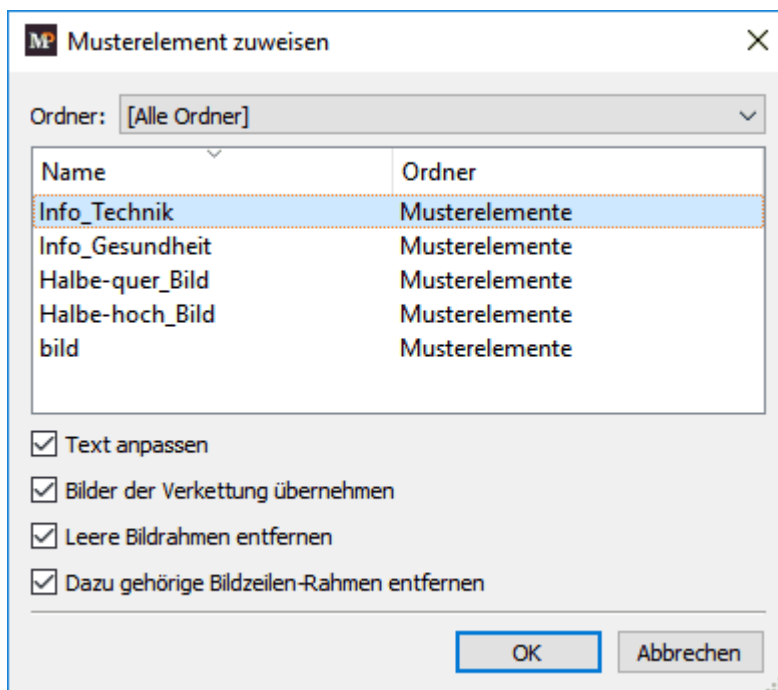 MP Musterelement zuweisen
Ordner: [Alle Ordner]
Name Ordner
Info_Technik Musterelemente
Info_Gesundheit Musterelemente
Halbe-quer_Bild Musterelemente
Halbe-hoch_Bild Musterelemente
bild Musterelemente
Text anpassen
Bilder der Verkettung übernehmen
Leere Bildrahmen entfernen
Dazu gehörige Bildzeilen-Rahmen entfernen
OK Abbrechen